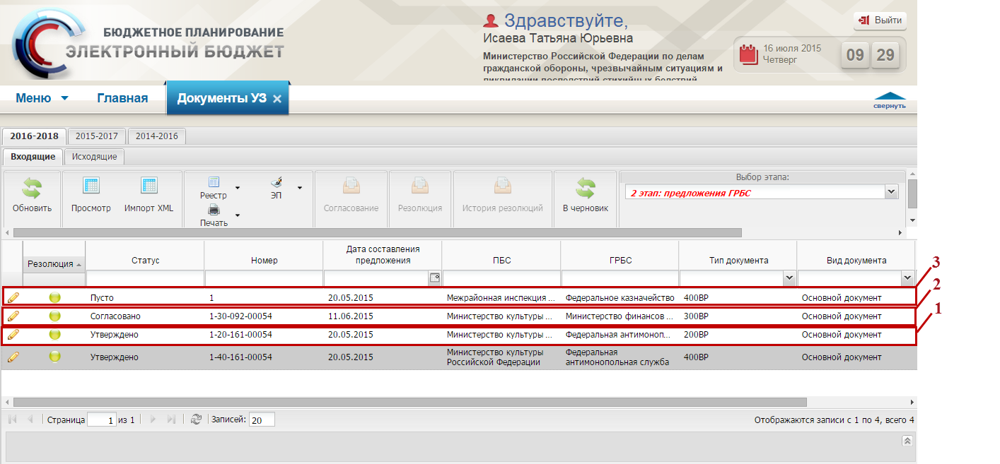 БЮДЖЕТНОЕ ПЛАНИРОВАНИЕ
ЭЛЕКТРОННЫЙ БЮДЖЕТ
Здравствуйте,
Исаева Татьяна Юрьевна
Министерство Российской Федерации по делам
гражданской обороны, чрезвычайным ситуациям и
ликвидации последствий стихийных бедствий
Выйти
16 июля 2015
Четверг
09 29
Меню Главная Документы УЗ
свернуть
2016-2018 2015-2017 2014-2016
Входящие Исходящие
Обновить Просмотр Импорт XML
Реестр ЭП
Печать
Согласование Резолюция История резолюций В черновик
Выбор этапа:
2 этап: предложения ГРБС
Резолюция Статус Номер Дата составления предложения ПБС ГРБС Тип документа Вид документа
Пусто 1 20.05.2015 Межрайонная инспекция ... Федеральное казначейство 400ВР Основной документ
3
Согласовано 1-30-092-00054 11.06.2015 Министерство культуры ... Министерство финансов ... 300ВР Основной документ
2
Утверждено 1-20-161-00054 20.05.2015 Министерство культуры ... Федеральная антимоноп... 200ВР Основной документ
1
Утверждено 1-40-161-00054 20.05.2015 Министерство культуры Российской Федерации Федеральная антимонопольная служба 400ВР Основной документ
Страница 1 из 1 Записей: 20
Отображаются записи с 1 по 4, всего 4